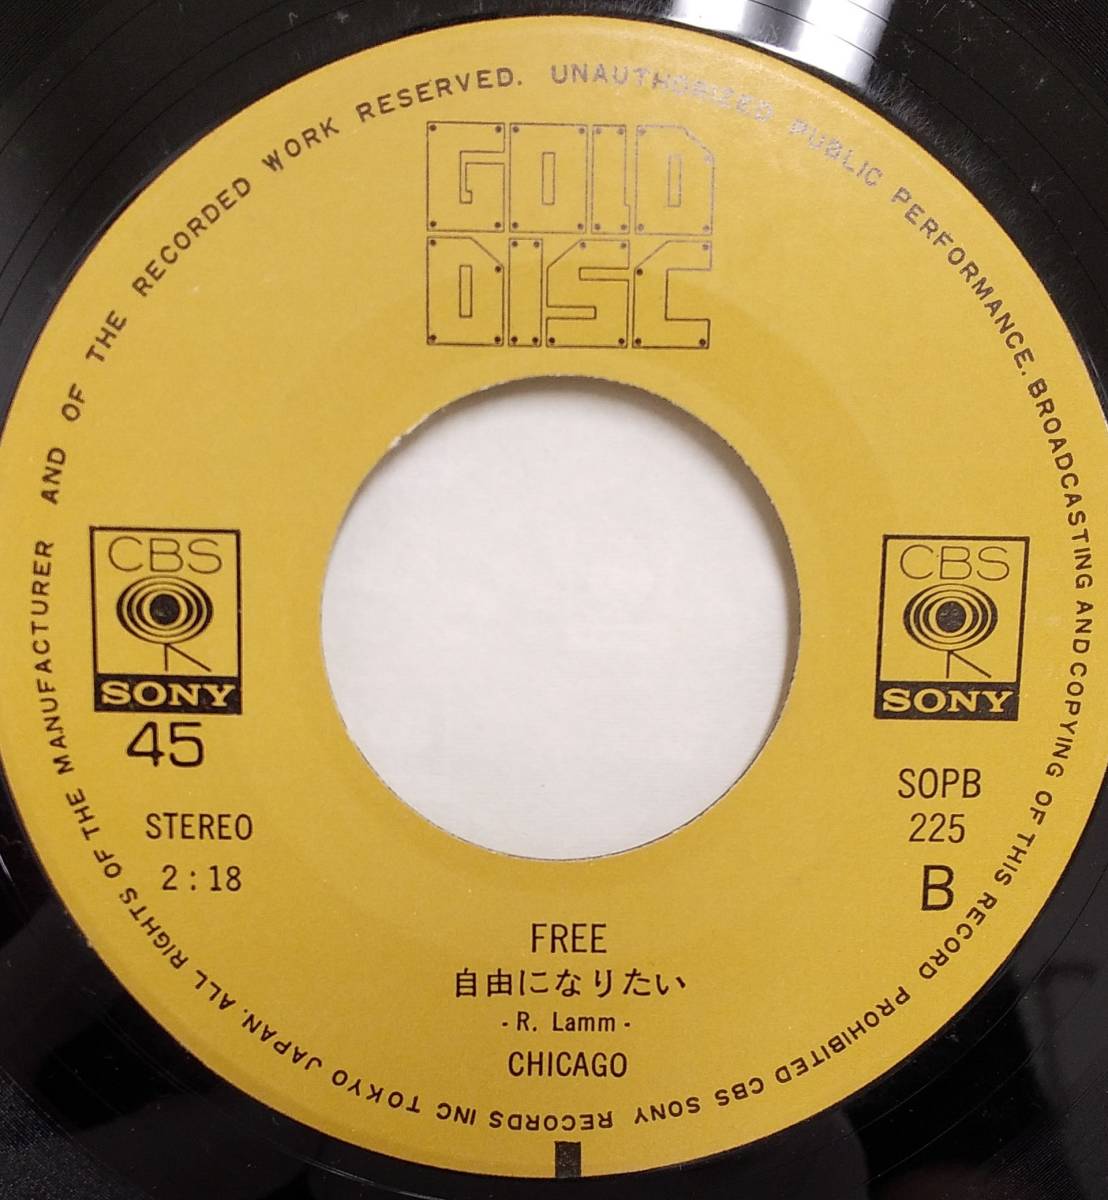 ALL RIGHTS OF THE MANUFACTURER AND OF THE RECORDED WORK RESERVED. UNAUTHORIZED PUBLIC PERFORMANCE, BROADCASTING AND COPYING OF THIS RECORD PROHIBITED CBS SONY RECORDS INC TOKYO JAPAN.
GOLD
DISC
CBS
SONY
45
STEREO
2:18
CBS
SONY
SOPB
225
B
FREE
自由になりたい
- R. Lamm -
CHICAGO